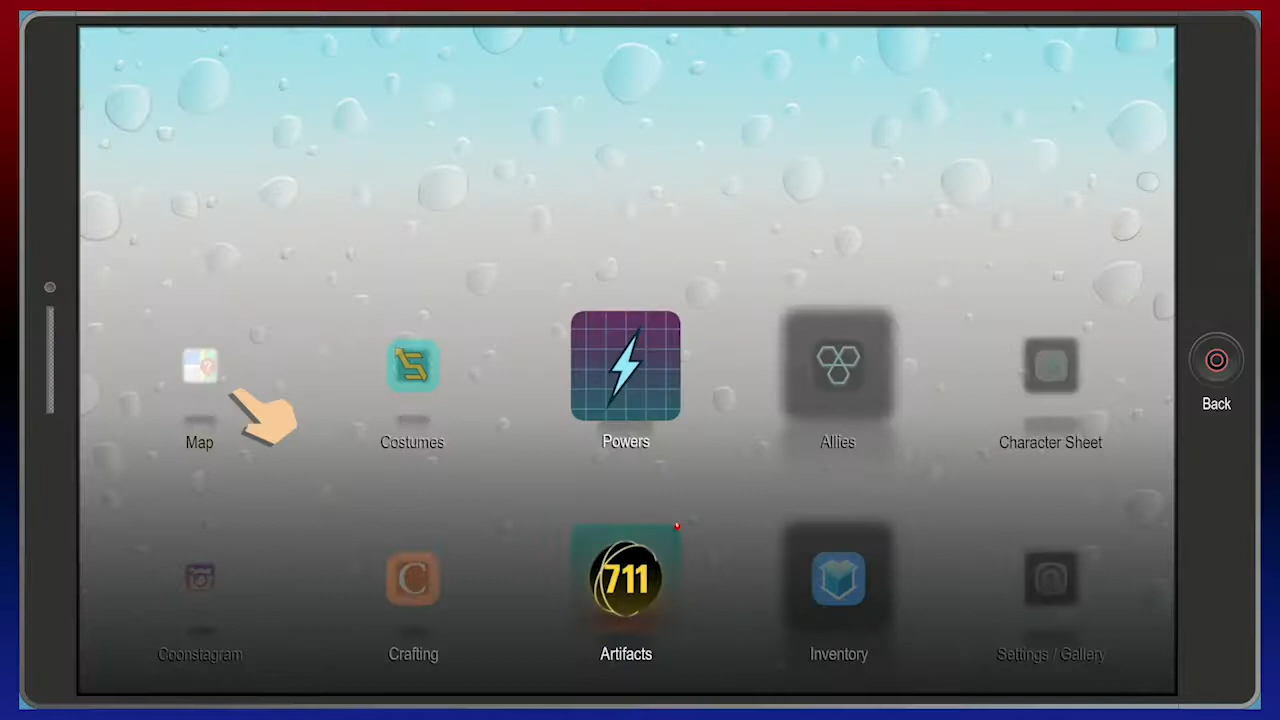 Back
Map
Costumes
Powers
Allies
Character Sheet
C
711
Coonstagram
Crafting
Artifacts
Inventory
Settings / Gallery